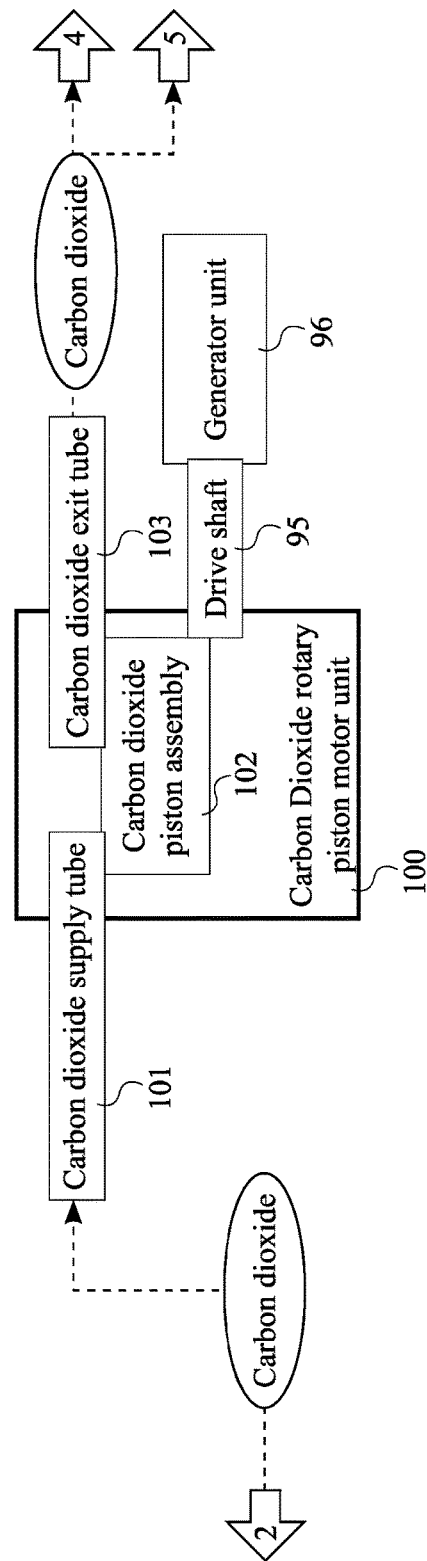 2
Carbon dioxide
Carbon dioxide supply tube
101
Carbon dioxide exit tube
103
Carbon dioxide
piston assembly
102
Carbon Dioxide rotary
piston motor unit
100
Drive shaft
95
Generator unit
96
Carbon dioxide
4
5